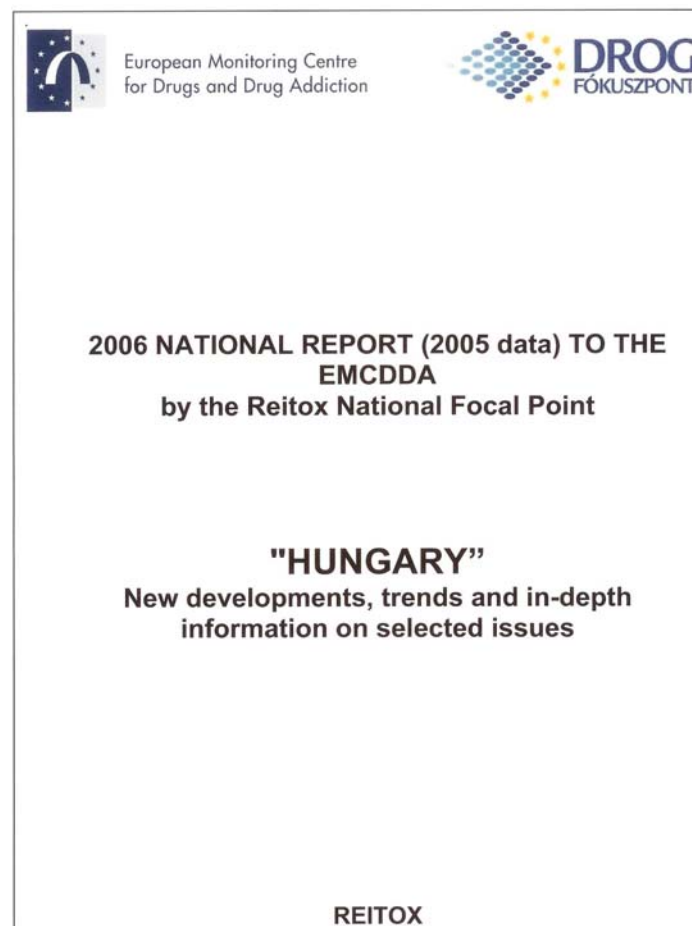 European Monitoring Centre
for Drugs and Drug Addiction
DROG
FÓKUSZPONT
2006 NATIONAL REPORT (2005 data) TO THE
EMCDDA
by the Reitox National Focal Point
"HUNGARY”
New developments, trends and in-depth
information on selected issues
REITOX